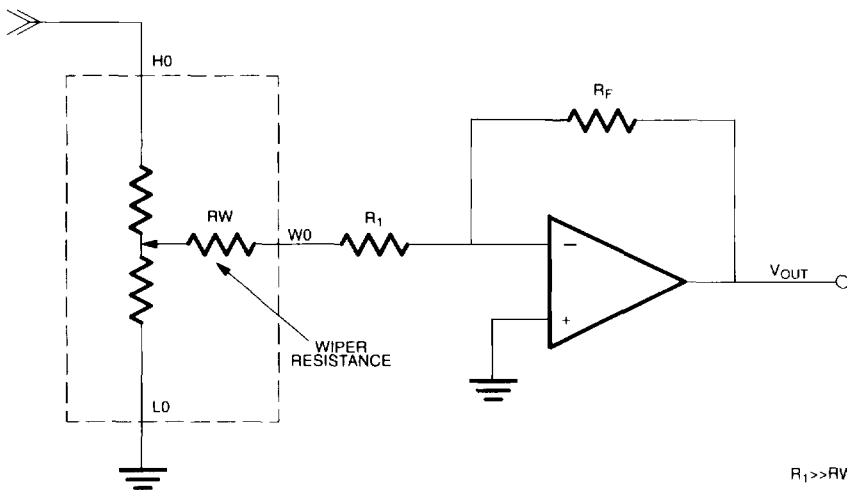 H0
R_F
RW
W0
R_1
−
V_OUT
+
WIPER
RESISTANCE
L0
R_1>>RW